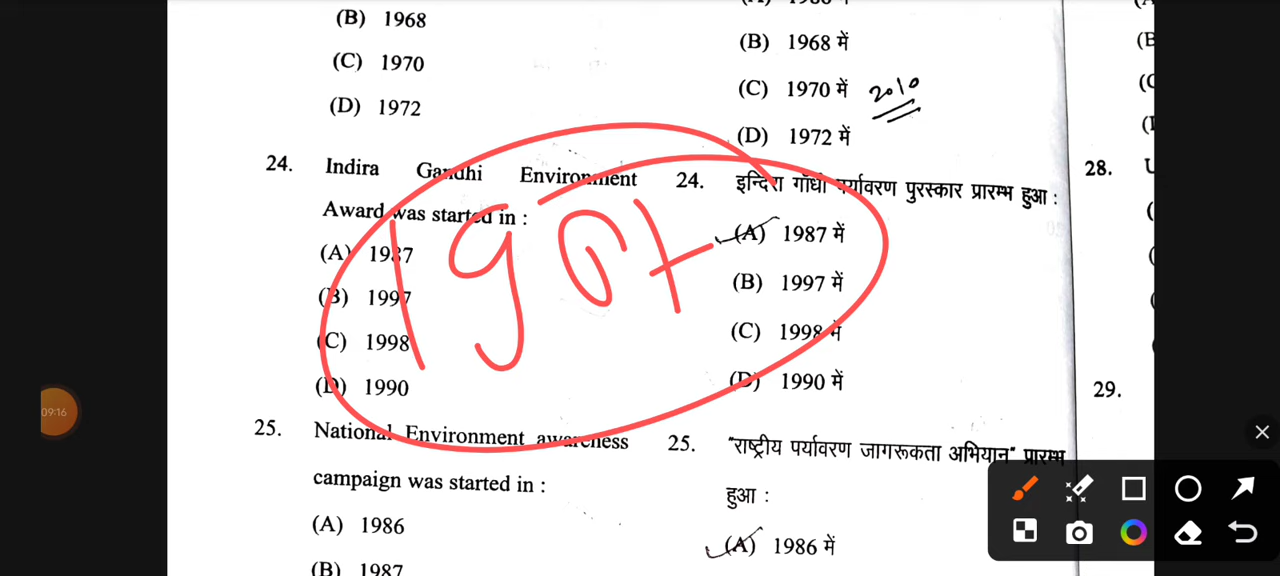 (B) 1968
(C) 1970
(D) 1972
24. Indira Gandhi Environment
Award was started in :
(A) 1987
(B) 1997
(C) 1998
(D) 1990
25. National Environment awareness
campaign was started in :
(A) 1986
(B) 1987
(B) 1968 में
(C) 1970 में 2010
(D) 1972 में
24. इन्दिरा गाँधी पर्यावरण पुरस्कार प्रारम्भ हुआ :
(A) 1987 में
(B) 1997 में
(C) 1998 में
(D) 1990 में
25. "राष्ट्रीय पर्यावरण जागरूकता अभियान" प्रारम्भ
हुआ :
(A) 1986 में
28.
29.
09:16